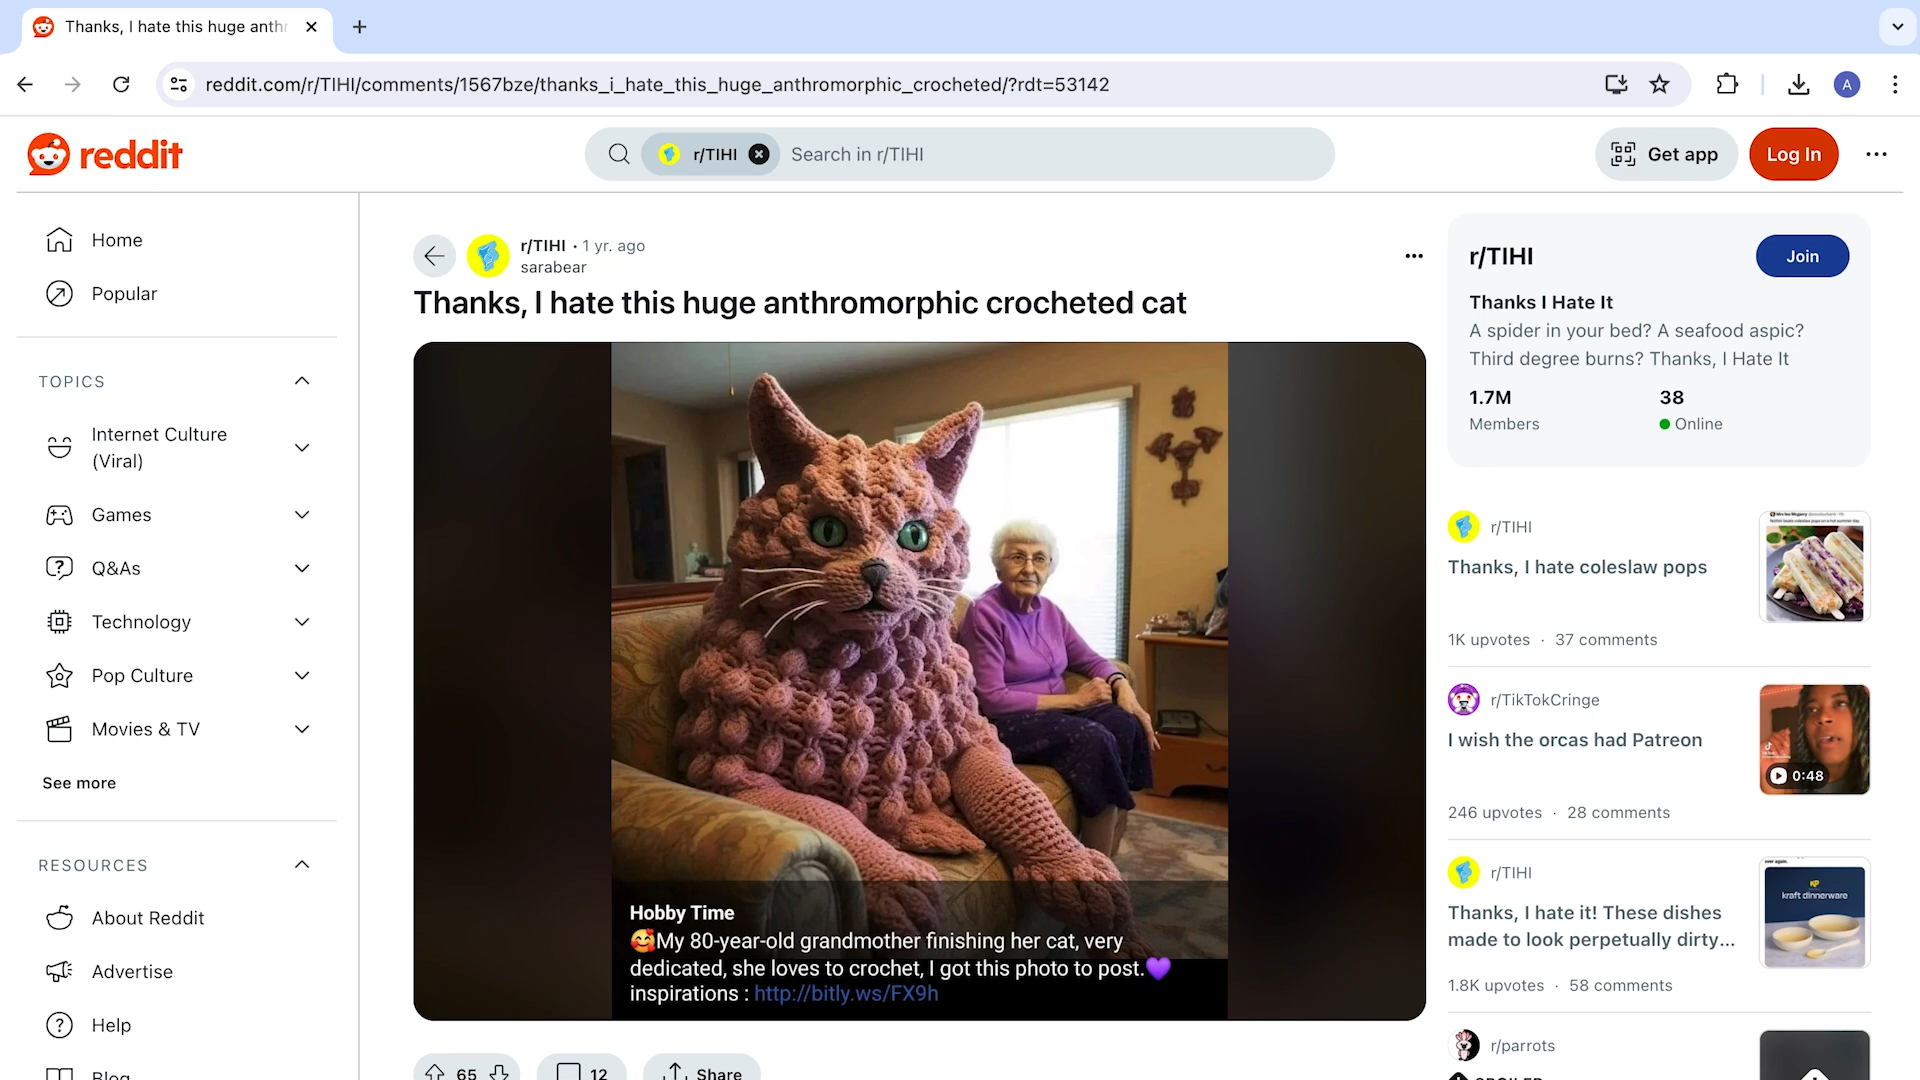 Thanks, I hate this huge anthr
reddit.com/r/TIHI/comments/1567bze/thanks_i_hate_this_huge_anthromorphic_crocheted/?rdt=53142
A
reddit
r/TIHI
Search in r/TIHI
Get app
Log In
Home
Popular
TOPICS
Internet Culture
(Viral)
Games
Q&As
Technology
Pop Culture
Movies & TV
See more
RESOURCES
About Reddit
Advertise
Help
Blog
r/TIHI • 1 yr. ago
sarabear
Thanks, I hate this huge anthromorphic crocheted cat
Hobby Time
🥰My 80-year-old grandmother finishing her cat, very
dedicated, she loves to crochet, I got this photo to post.💜
inspirations : http://bitly.ws/FX9h
65
12
Share
r/TIHI
Join
Thanks I Hate It
A spider in your bed? A seafood aspic?
Third degree burns? Thanks, I Hate It
1.7M
Members
38
Online
r/TIHI
Thanks, I hate coleslaw pops
1K upvotes · 37 comments
r/TikTokCringe
I wish the orcas had Patreon
0:48
246 upvotes · 28 comments
r/TIHI
Thanks, I hate it! These dishes
made to look perpetually dirty...
over again.
kraft dinnerware
1.8K upvotes · 58 comments
r/parrots
SPOILER